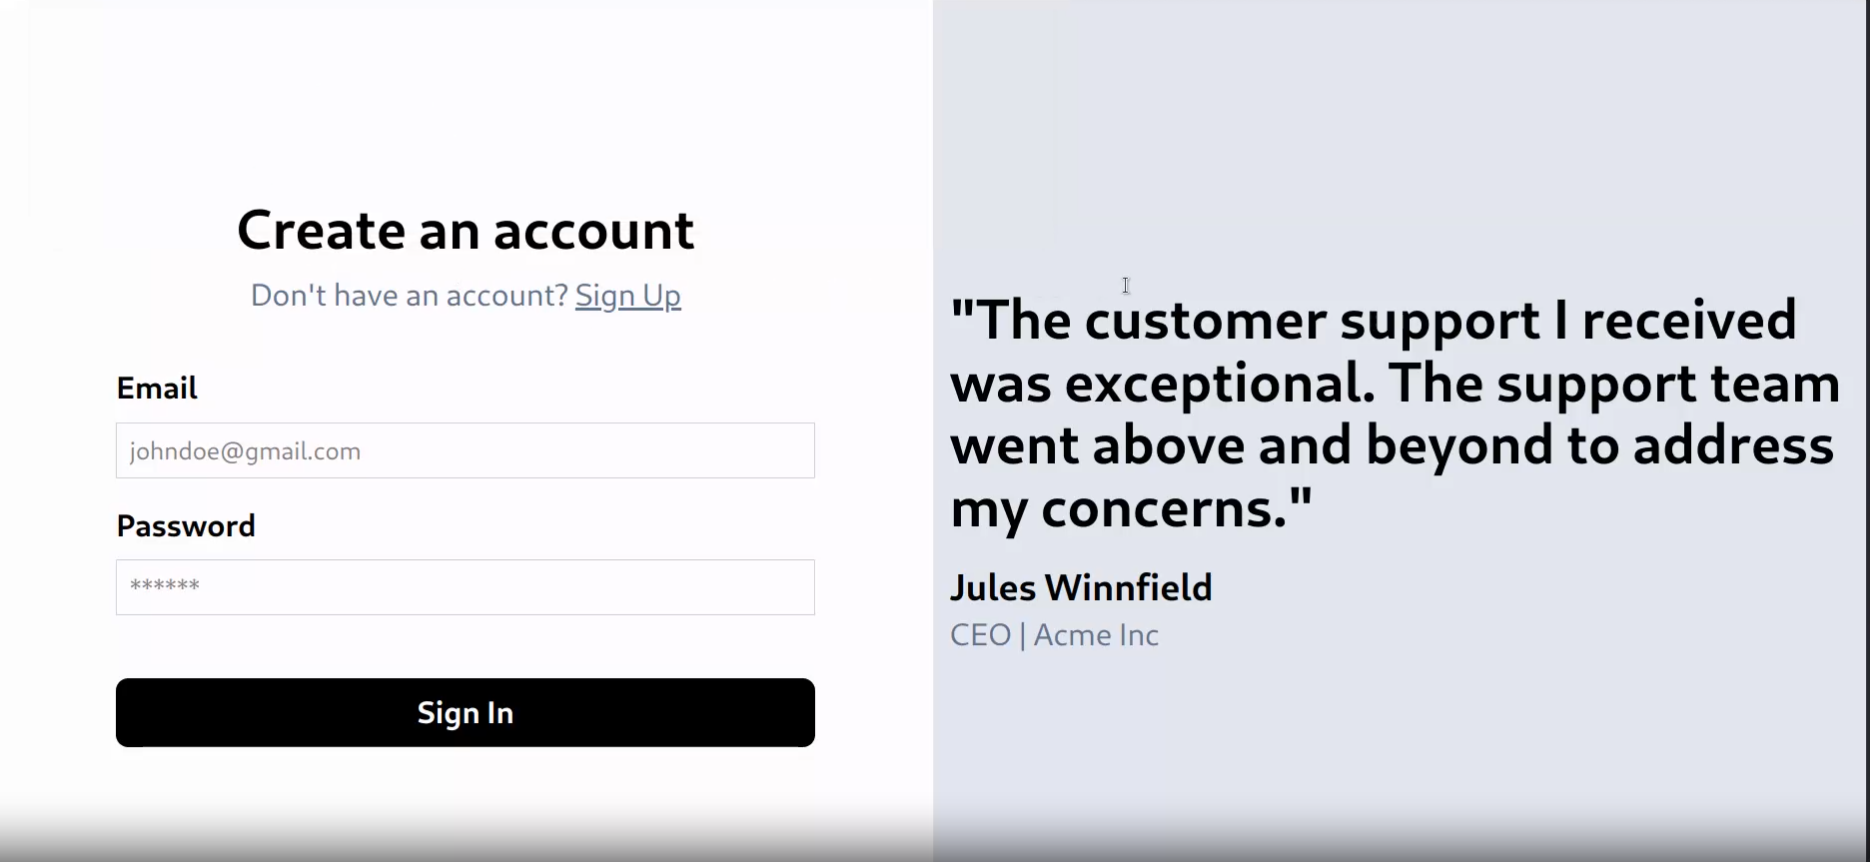 Create an account
Don't have an account? Sign Up
Email
johndoe@gmail.com
Password
******
Sign In
"The customer support I received
was exceptional. The support team
went above and beyond to address
my concerns."
Jules Winnfield
CEO | Acme Inc